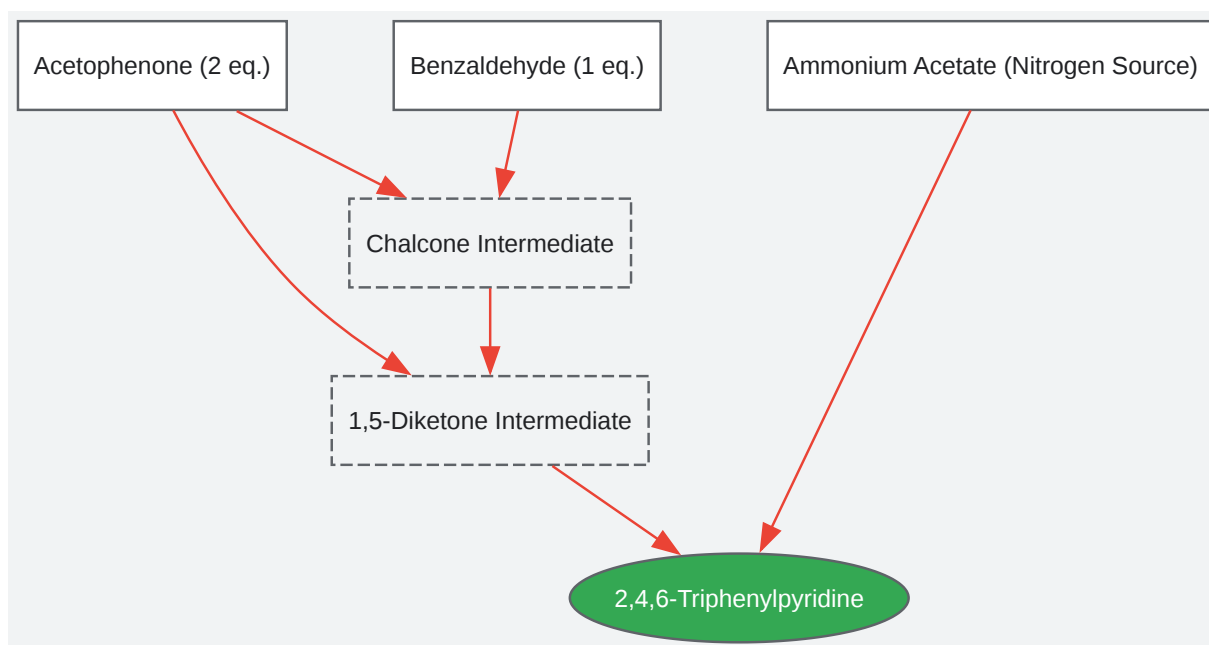 Acetophenone (2 eq.)
Benzaldehyde (1 eq.)
Ammonium Acetate (Nitrogen Source)
Chalcone Intermediate
1,5-Diketone Intermediate
2,4,6-Triphenylpyridine